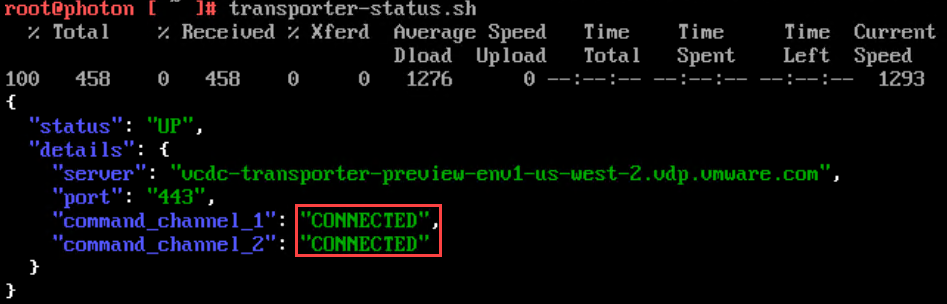 root@photon [ ~ ]# transporter-status.sh
  % Total    % Received % Xferd  Average Speed   Time    Time     Time  Current
                                 Dload  Upload   Total   Spent    Left  Speed
100   458    0   458    0     0   1276      0 --:--:-- --:--:-- --:--:--  1293
{
  "status": "UP",
  "details": {
    "server": "vcdc-transporter-preview-env1-us-west-2.vdp.vmware.com",
    "port": "443",
    "command_channel_1": "CONNECTED",
    "command_channel_2": "CONNECTED"
  }
}